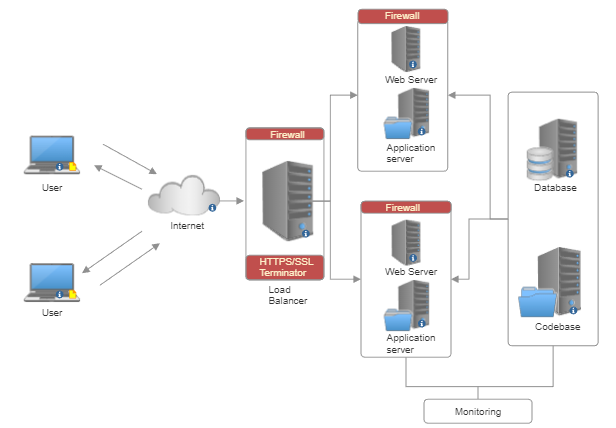 Firewall
Web Server
Application
server
User
Internet
Firewall
HTTPS/SSL
Terminator
Load
Balancer
Firewall
Web Server
Application
server
Database
Codebase
User
Monitoring